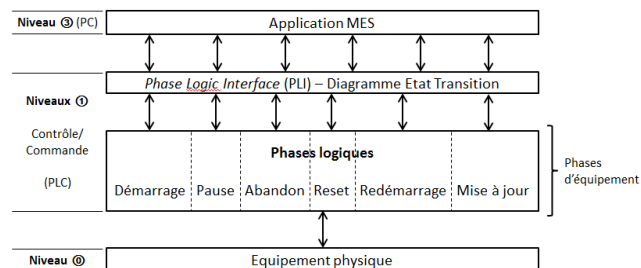 Niveau ③ (PC)
Application MES
Phase Logic Interface (PLI) – Diagramme Etat Transition
Niveaux ①
Contrôle/
Commande
(PLC)
Phases logiques
Démarrage Pause Abandon Reset Redémarrage Mise à jour
Phases
d'équipement
Niveau ⓪
Equipement physique